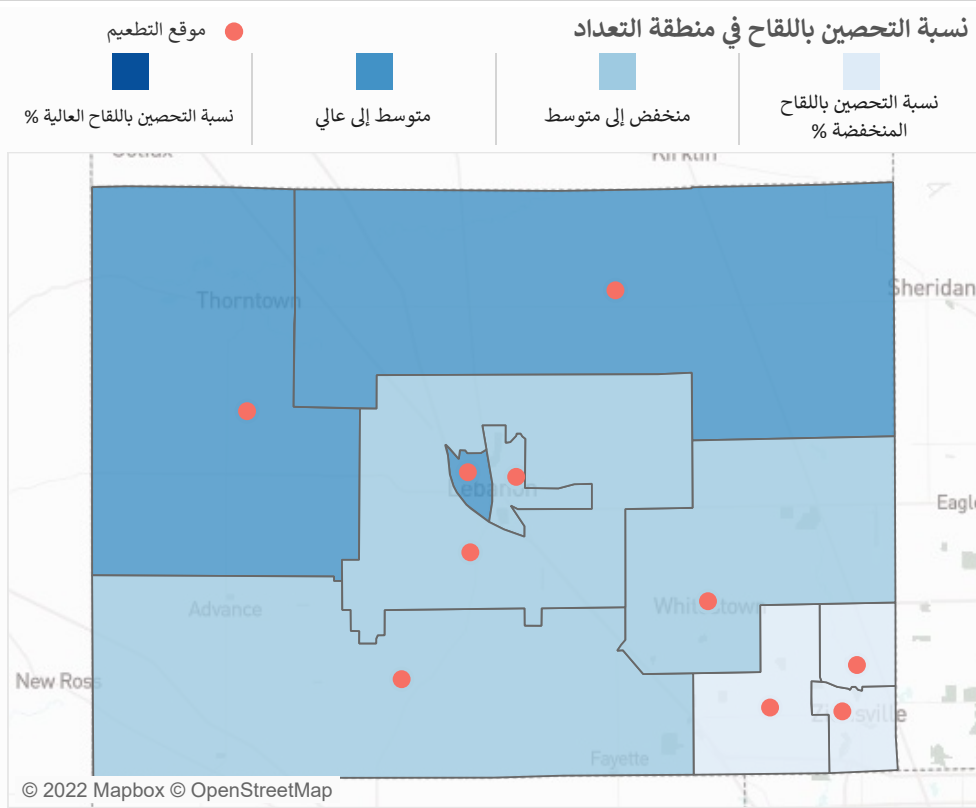 نسبة التحصين باللقاح في منطقة التعداد
موقع التطعيم
نسبة التحصين باللقاح
المنخفضة %
منخفض إلى متوسط
متوسط إلى عالي
نسبة التحصين باللقاح العالية %
Colfax
Kirklin
Thorntown
Sheridan
Lebanon
Eagle
Advance
Whitestown
New Ross
Zionsville
Fayette
© 2022 Mapbox © OpenStreetMap